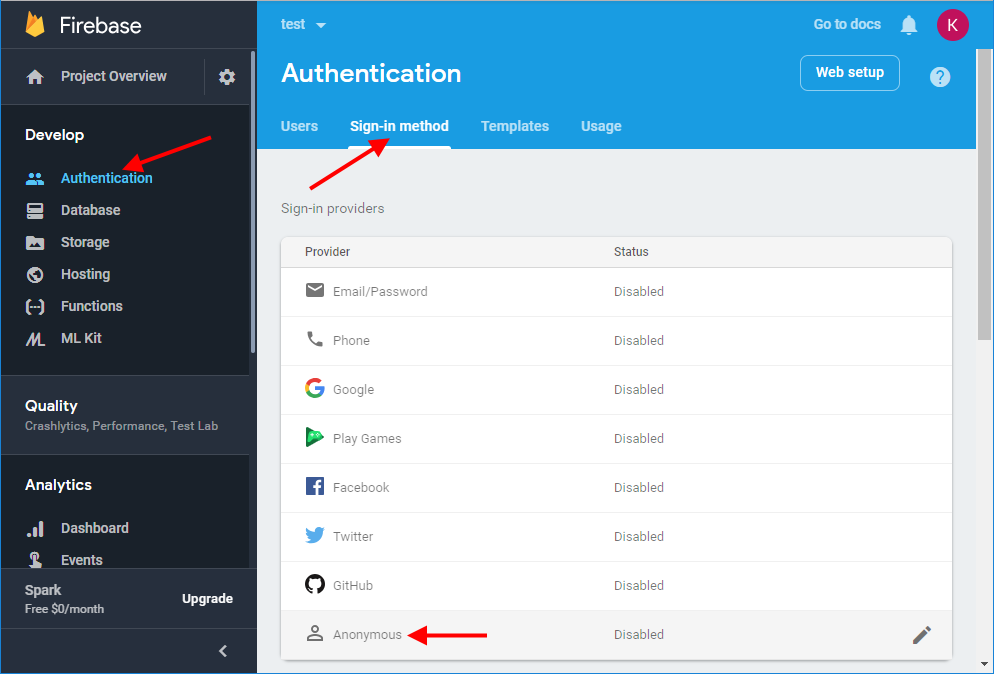 Firebase
Project Overview
Develop
Authentication
Database
Storage
Hosting
Functions
ML Kit
Quality
Crashlytics, Performance, Test Lab
Analytics
Dashboard
Events
Spark
Free $0/month
Upgrade
test
Go to docs
K
Authentication
Web setup
?
Users
Sign-in method
Templates
Usage
Sign-in providers
Provider Status
Email/Password Disabled
Phone Disabled
Google Disabled
Play Games Disabled
Facebook Disabled
Twitter Disabled
GitHub Disabled
Anonymous Disabled